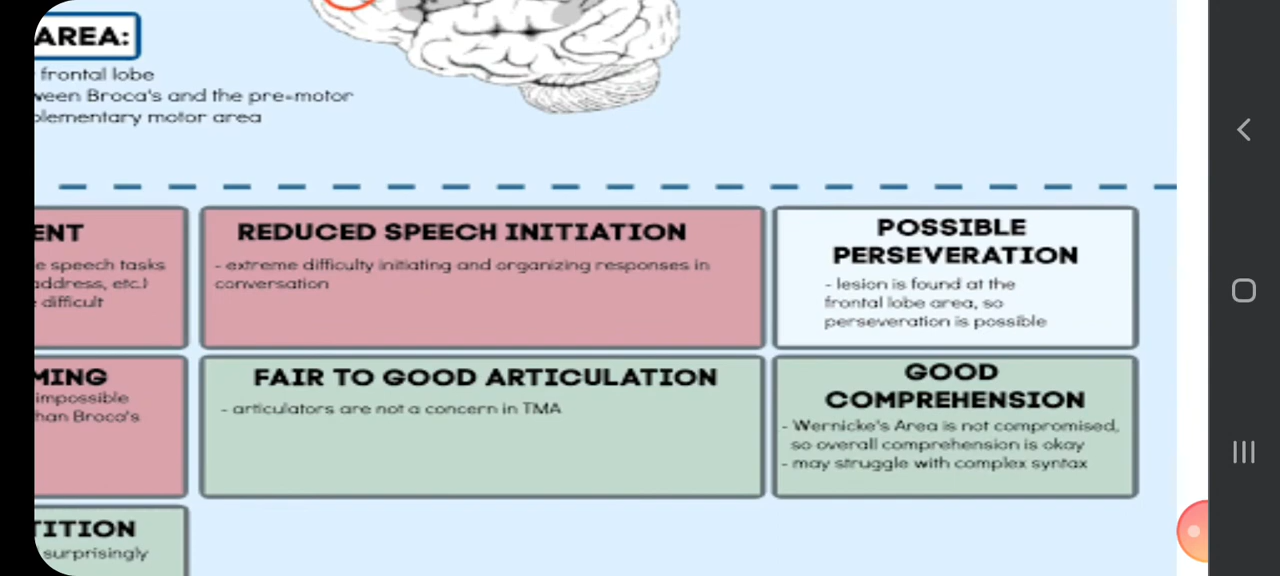 AREA:
frontal lobe
ween Broca's and the pre-motor
plementary motor area
ENT
e speech tasks
address, etc.)
difficult
REDUCED SPEECH INITIATION
- extreme difficulty initiating and organizing responses in
conversation
POSSIBLE
PERSEVERATION
- lesion is found at the
frontal lobe area, so
perseveration is possible
MING
impossible
han Broca's
FAIR TO GOOD ARTICULATION
- articulators are not a concern in TMA
GOOD
COMPREHENSION
- Wernicke's Area is not compromised,
so overall comprehension is okay
- may struggle with complex syntax
TITION
surprisingly